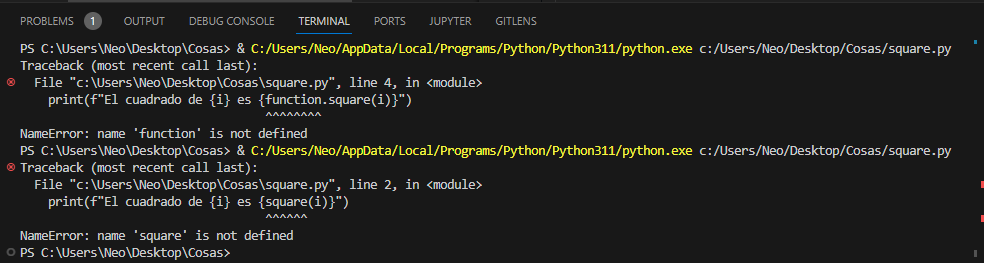 PROBLEMS 1 OUTPUT DEBUG CONSOLE TERMINAL PORTS JUPYTER GITLENS
PS C:\Users\Neo\Desktop\Cosas> & C:/Users/Neo/AppData/Local/Programs/Python/Python311/python.exe c:/Users/Neo/Desktop/Cosas/square.py
Traceback (most recent call last):
  File "c:\Users\Neo\Desktop\Cosas\square.py", line 4, in <module>
    print(f"El cuadrado de {i} es {function.square(i)}")
                                   ^^^^^^^^
NameError: name 'function' is not defined
PS C:\Users\Neo\Desktop\Cosas> & C:/Users/Neo/AppData/Local/Programs/Python/Python311/python.exe c:/Users/Neo/Desktop/Cosas/square.py
Traceback (most recent call last):
  File "c:\Users\Neo\Desktop\Cosas\square.py", line 2, in <module>
    print(f"El cuadrado de {i} es {square(i)}")
                                   ^^^^^^
NameError: name 'square' is not defined
PS C:\Users\Neo\Desktop\Cosas>